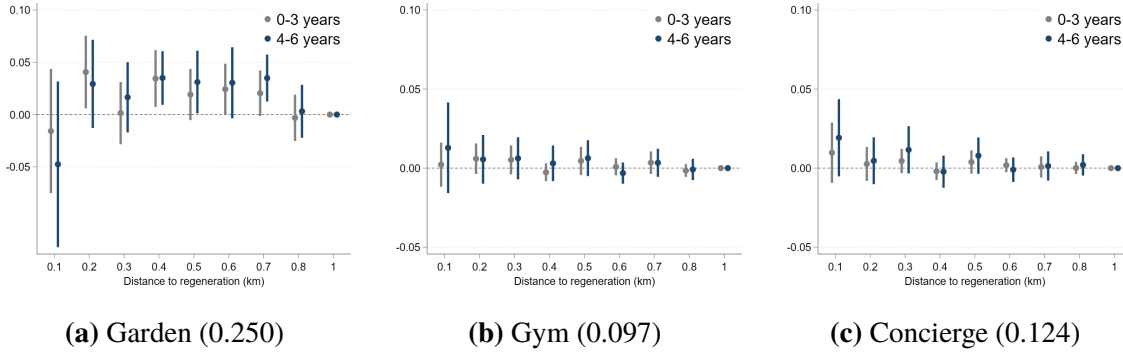 0-3 years
4-6 years
0.10
0.05
0.00
-0.05
0.1 0.2 0.3 0.4 0.5 0.6 0.7 0.8 1
Distance to regeneration (km)
(a) Garden (0.250)
0-3 years
4-6 years
0.10
0.05
0.00
-0.05
0.1 0.2 0.3 0.4 0.5 0.6 0.7 0.8 1
Distance to regeneration (km)
(b) Gym (0.097)
0-3 years
4-6 years
0.10
0.05
0.00
-0.05
0.1 0.2 0.3 0.4 0.5 0.6 0.7 0.8 1
Distance to regeneration (km)
(c) Concierge (0.124)